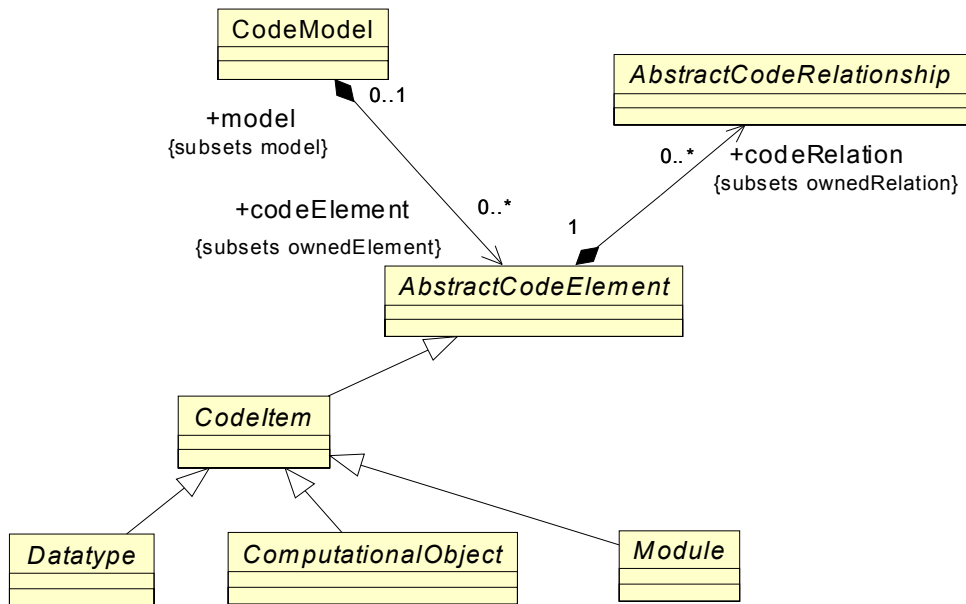 CodeModel
AbstractCodeRelationship
0..1
+model
{subsets model}
0..*
+codeRelation
{subsets ownedRelation}
+codeElement
0..*
{subsets ownedElement}
1
AbstractCodeElement
CodeItem
Datatype
ComputationalObject
Module